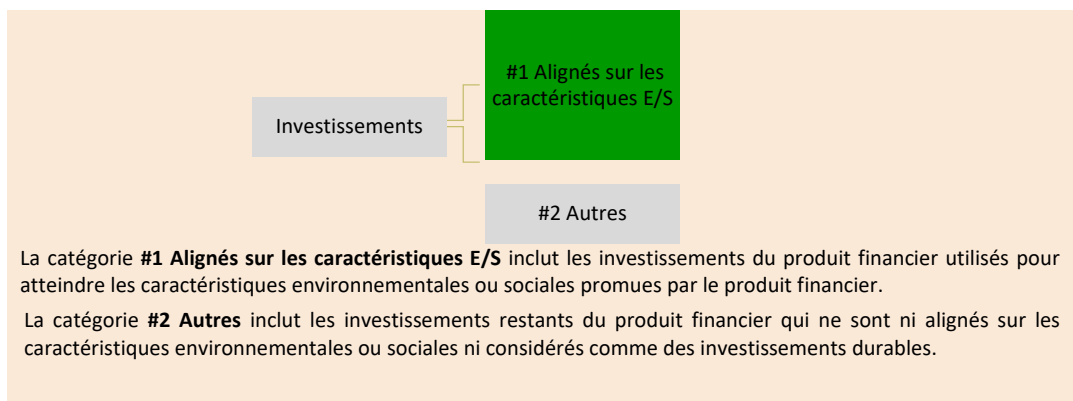 #1 Alignés sur les
caractéristiques E/S
Investissements
#2 Autres
La catégorie #1 Alignés sur les caractéristiques E/S inclut les investissements du produit financier utilisés pour
atteindre les caractéristiques environnementales ou sociales promues par le produit financier.
La catégorie #2 Autres inclut les investissements restants du produit financier qui ne sont ni alignés sur les
caractéristiques environnementales ou sociales ni considérés comme des investissements durables.